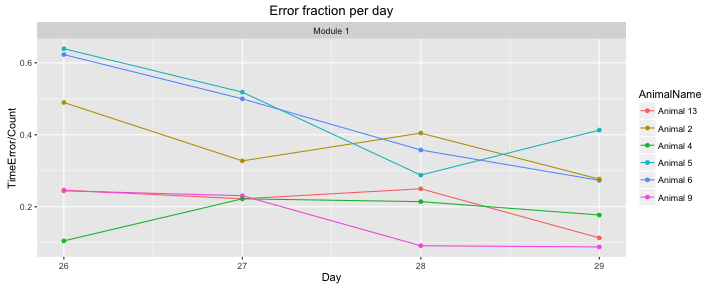 Error fraction per day
Module 1
TimeError/Count
0.6
0.4
0.2
26 27 28 29
Day
AnimalName
Animal 13
Animal 2
Animal 4
Animal 5
Animal 6
Animal 9